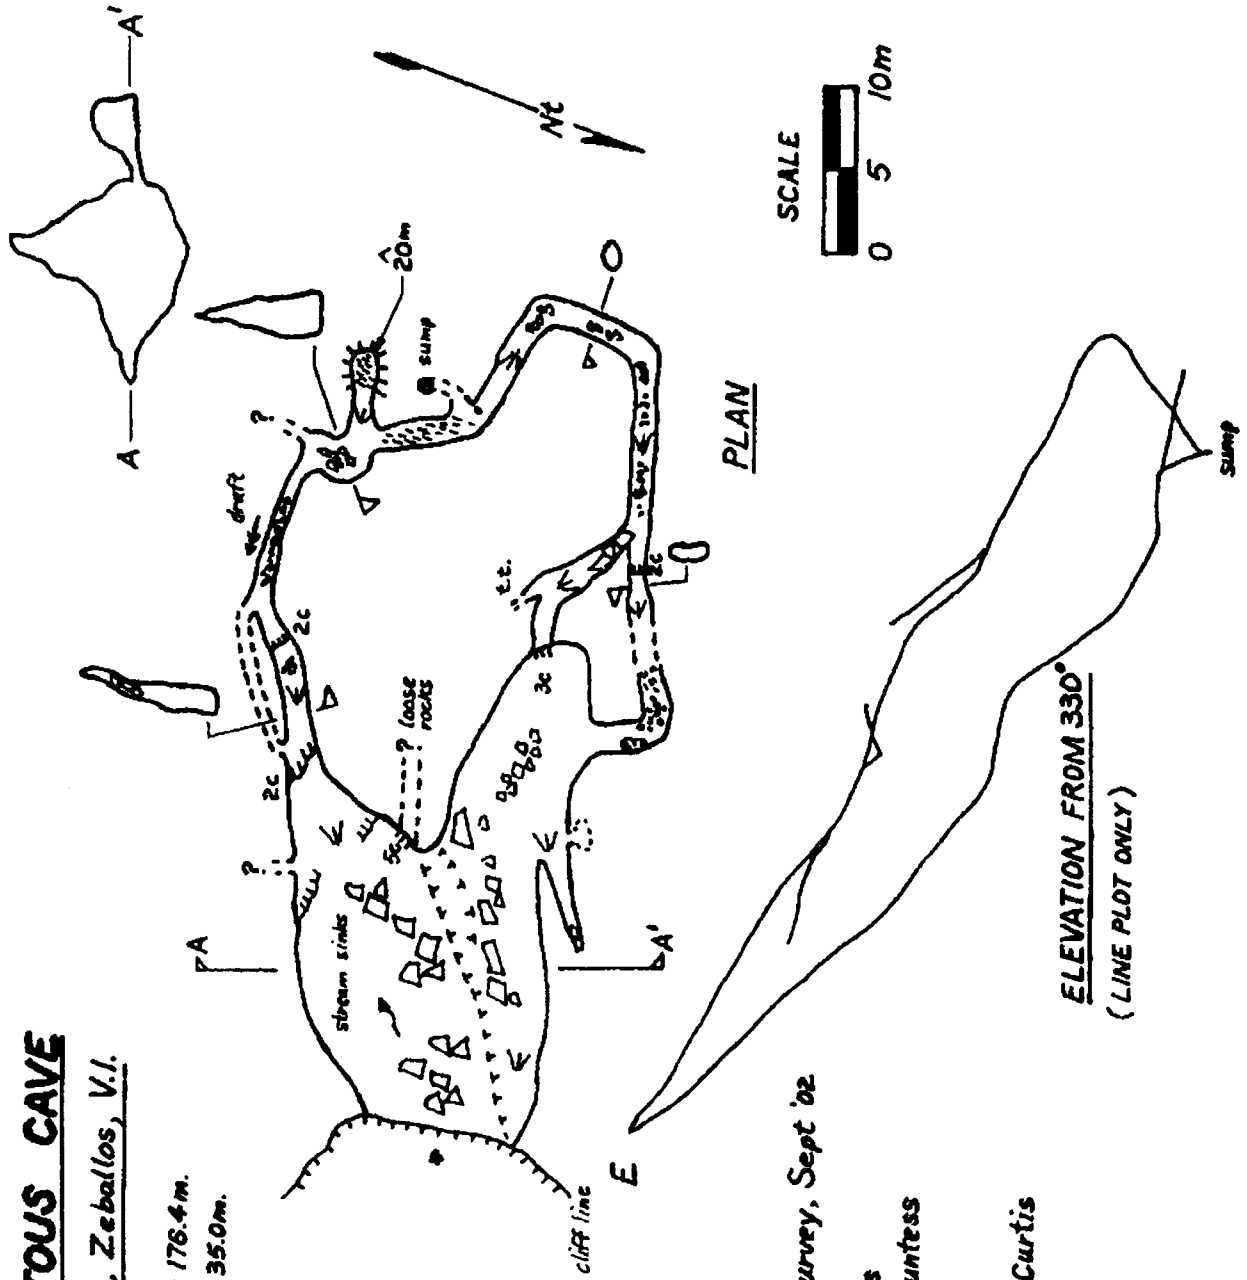 TOUS CAVE
, Zeballos, V.I.
176.4m.
35.0m.
A
A'
Nt
SCALE
0 5 10m
20m
?
sump
draft
2c
2c
?
A
stream sinks
5c
? loose
rocks
3c
t.t.
2c
A'
cliff line
PLAN
E
sump
ELEVATION FROM 330°
(LINE PLOT ONLY)
urvey, Sept '02
s
untess
Curtis